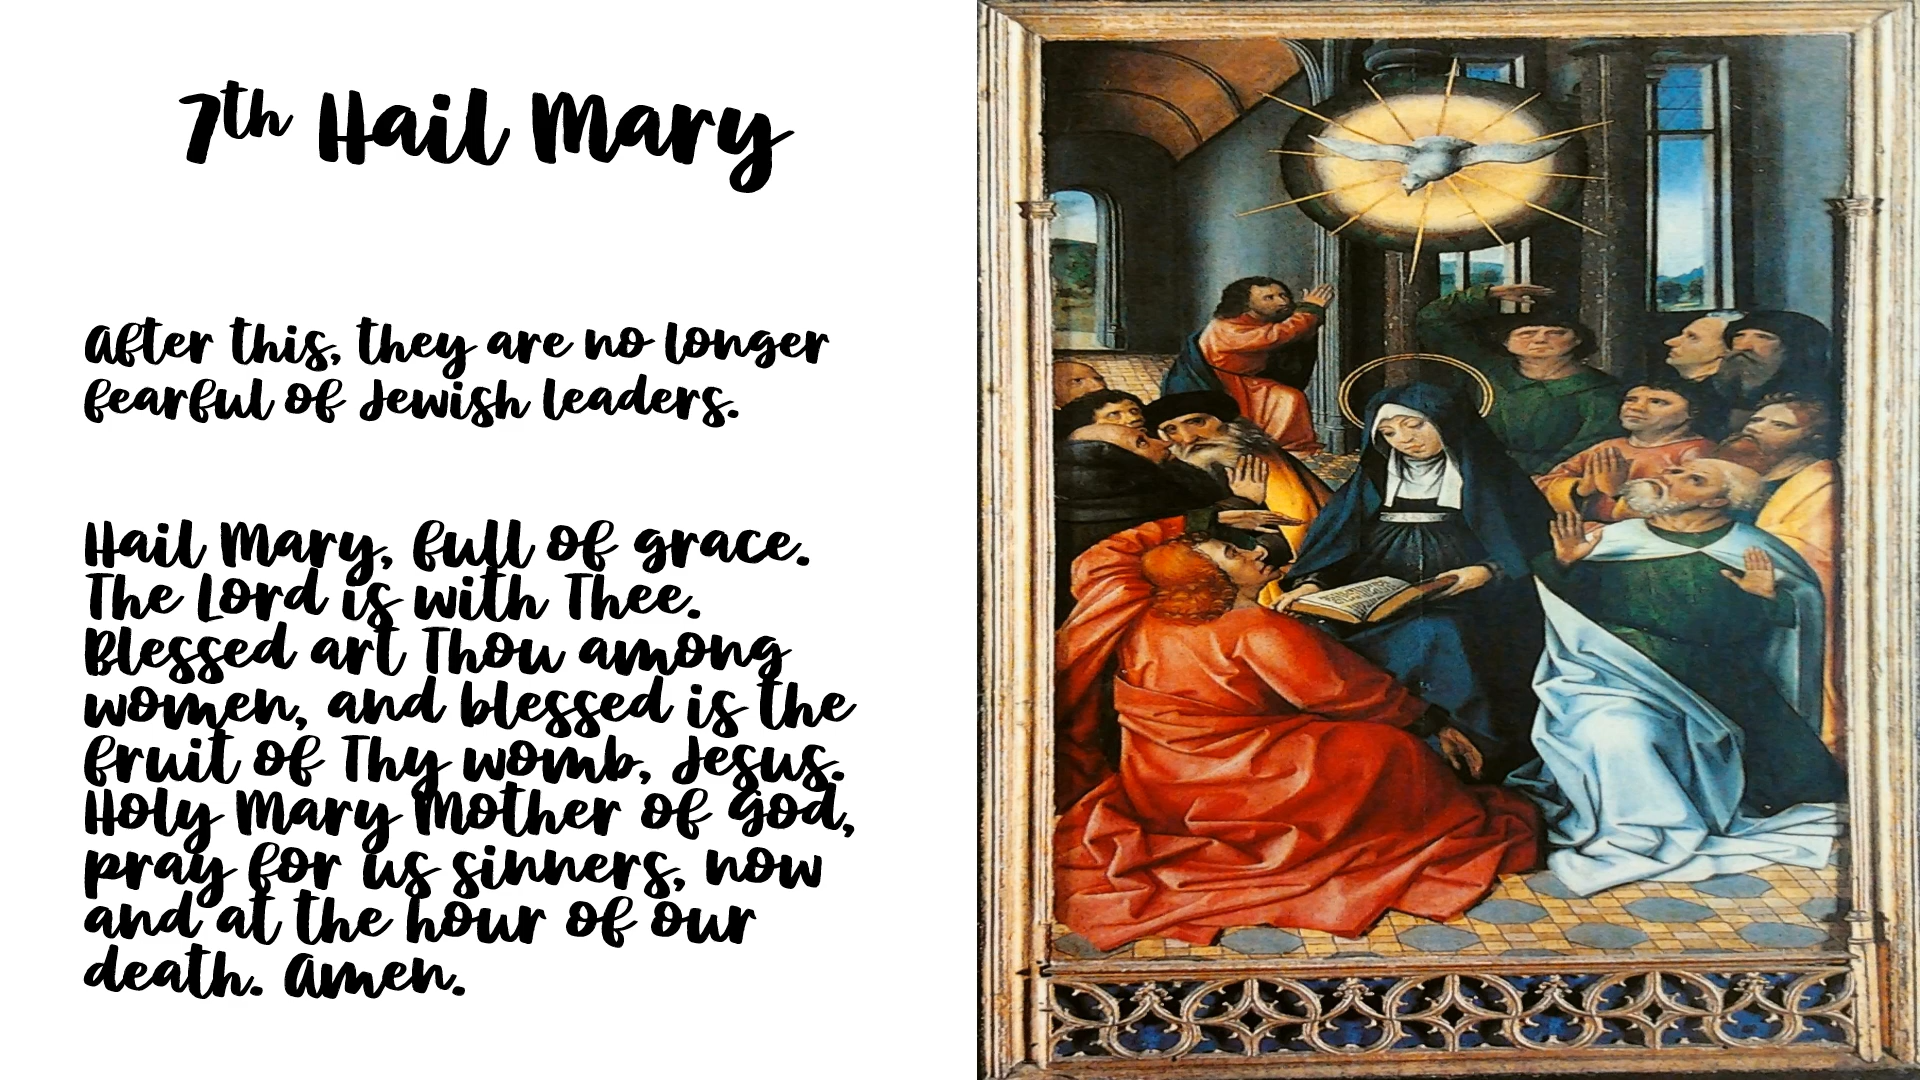 7th Hail Mary
After this, they are no longer
fearful of Jewish leaders.
Hail Mary, full of grace.
The Lord is with Thee.
Blessed art Thou among
women, and blessed is the
fruit of Thy womb, Jesus.
Holy Mary Mother of God,
pray for us sinners, now
and at the hour of our
death. Amen.